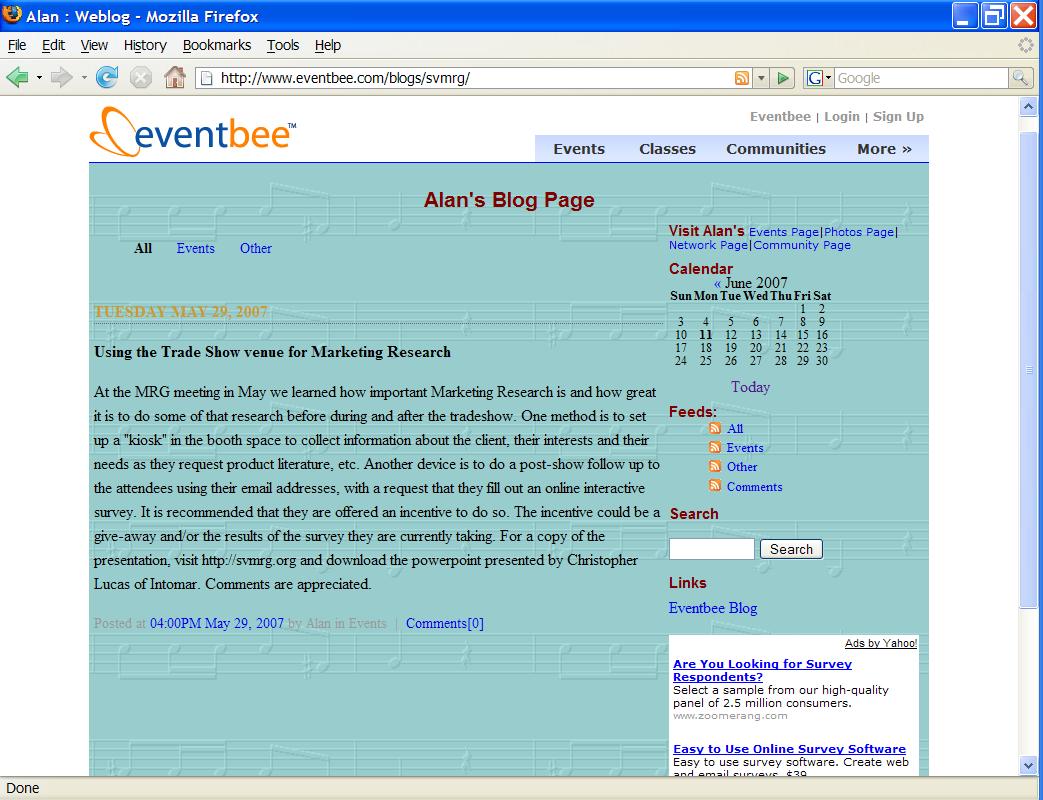 Alan : Weblog - Mozilla Firefox
File Edit View History Bookmarks Tools Help
http://www.eventbee.com/blogs/svmrg/
G Google
eventbee™
Eventbee | Login | Sign Up
Events Classes Communities More »
Alan's Blog Page
All Events Other
TUESDAY MAY 29, 2007
Using the Trade Show venue for Marketing Research
At the MRG meeting in May we learned how important Marketing Research is and how great
it is to do some of that research before during and after the tradeshow. One method is to set
up a "kiosk" in the booth space to collect information about the client, their interests and their
needs as they request product literature, etc. Another device is to do a post-show follow up to
the attendees using their email addresses, with a request that they fill out an online interactive
survey. It is recommended that they are offered an incentive to do so. The incentive could be a
give-away and/or the results of the survey they are currently taking. For a copy of the
presentation, visit http://svmrg.org and download the powerpoint presented by Christopher
Lucas of Intomar. Comments are appreciated.
Posted at 04:00PM May 29, 2007 by Alan in Events | Comments[0]
Visit Alan's Events Page|Photos Page|
Network Page|Community Page
Calendar
« June 2007
Sun Mon Tue Wed Thu Fri Sat
1 2
3 4 5 6 7 8 9
10 11 12 13 14 15 16
17 18 19 20 21 22 23
24 25 26 27 28 29 30
Today
Feeds:
All
Events
Other
Comments
Search
Search
Links
Eventbee Blog
Ads by Yahoo!
Are You Looking for Survey
Respondents?
Select a sample from our high-quality
panel of 2.5 million consumers.
www.zoomerang.com
Easy to Use Online Survey Software
Easy to use survey software. Create web
and email surveys. $39
Done